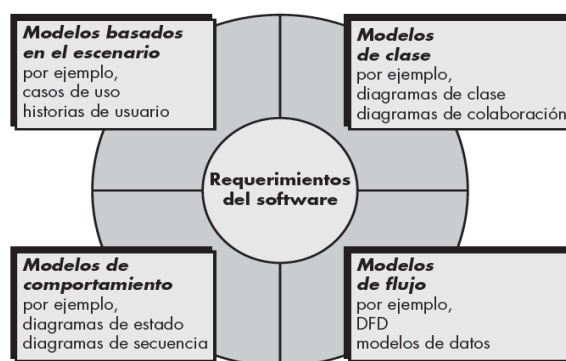 Modelos basados
en el escenario
por ejemplo,
casos de uso
historias de usuario
Modelos
de clase
por ejemplo,
diagramas de clase
diagramas de colaboración
Requerimientos
del software
Modelos de
comportamiento
por ejemplo,
diagramas de estado
diagramas de secuencia
Modelos
de flujo
por ejemplo,
DFD
modelos de datos